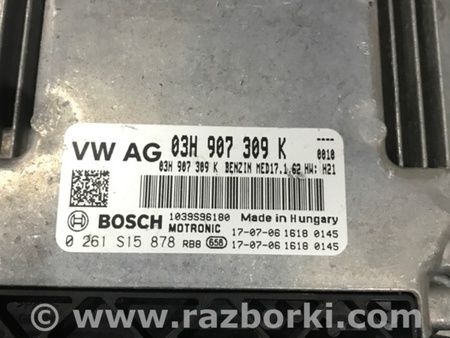 VW AG 03H 907 309 K ----
0010
03H 907 309 K BENZIN MED17.1.62 HW: H21
BOSCH 1039S96180 Made in Hungary
MOTRONIC 17-07-06 1618 0145
0 261 S15 878 RB8 658 17-07-06 1618 0145
www.razborki.com